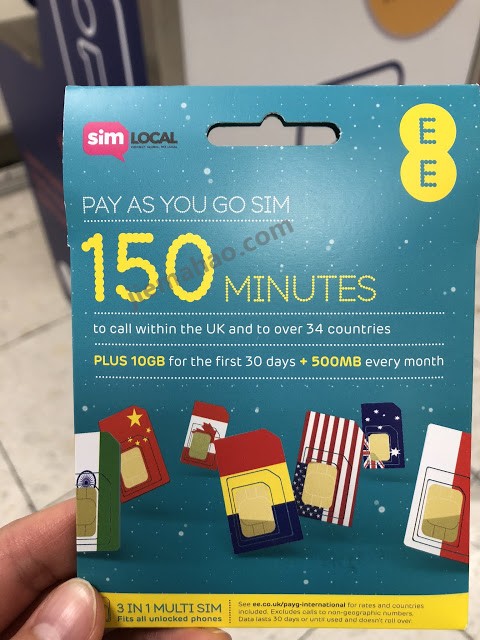 sim LOCAL
E
E
PAY AS YOU GO SIM
150 MINUTES
to call within the UK and to over 34 countries
PLUS 10GB for the first 30 days + 500MB every month
3 IN 1 MULTI SIM
Fits all unlocked phones
See ee.co.uk/payg-international for rates and countries
included. Excludes calls to non-geographic numbers.
Data lasts 30 days or until used and doesn't roll over.